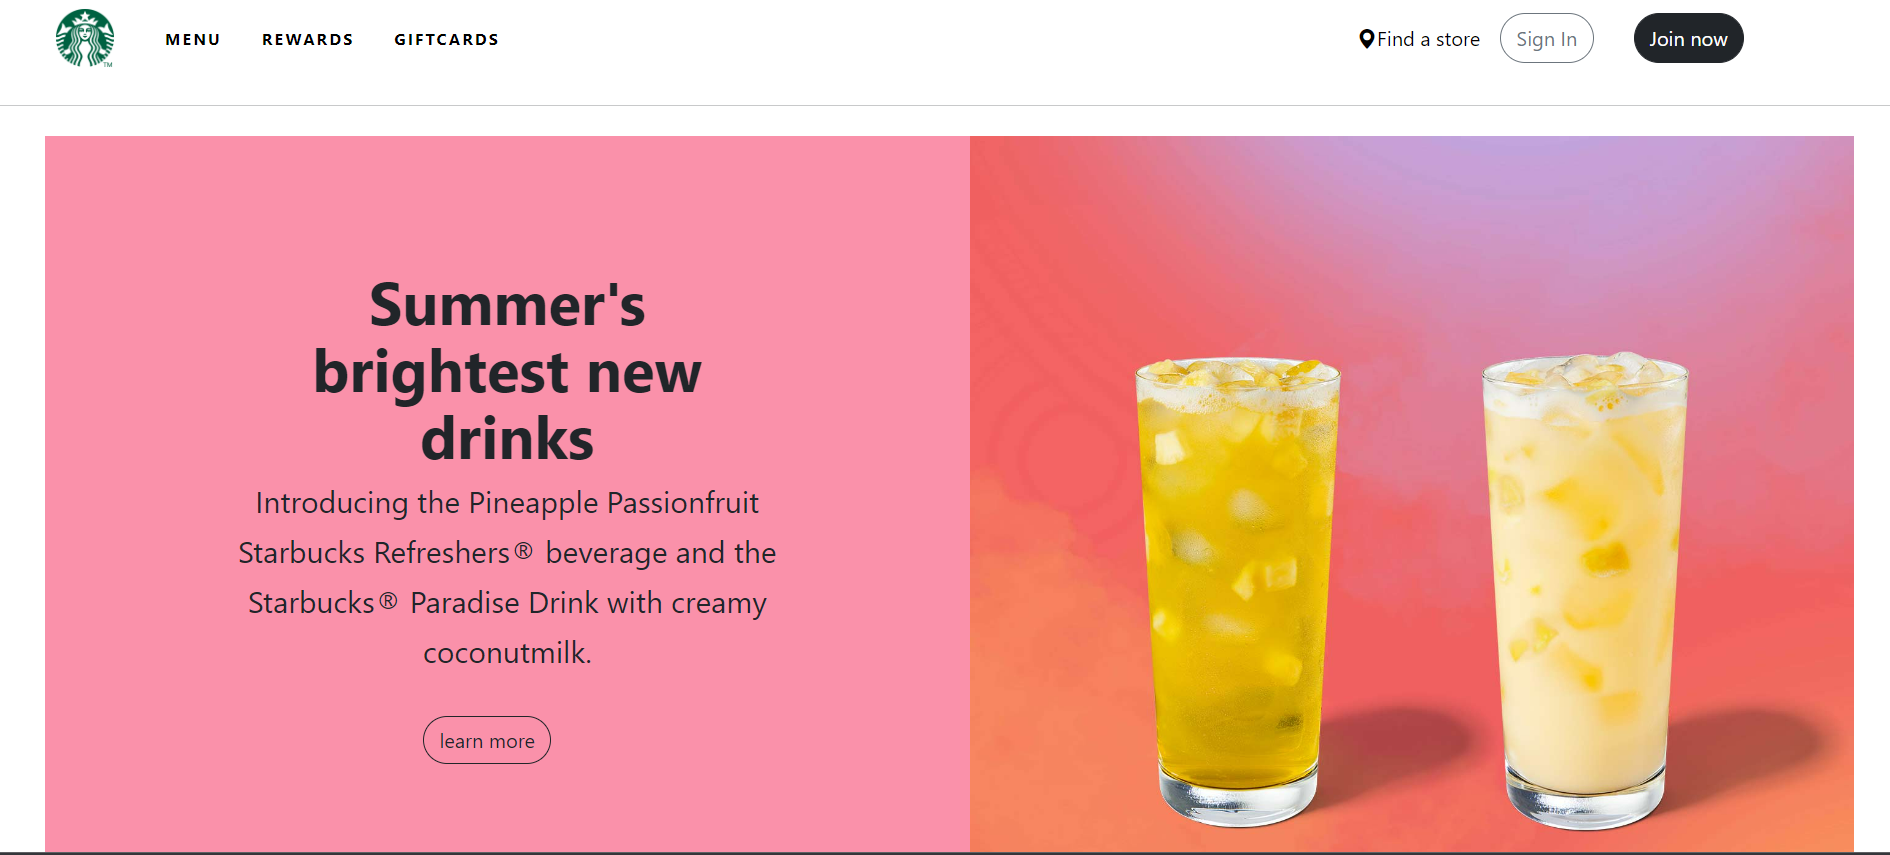 MENU REWARDS GIFTCARDS Find a store Sign In Join now
Summer's
brightest new
drinks
Introducing the Pineapple Passionfruit
Starbucks Refreshers® beverage and the
Starbucks® Paradise Drink with creamy
coconutmilk.
learn more
TM